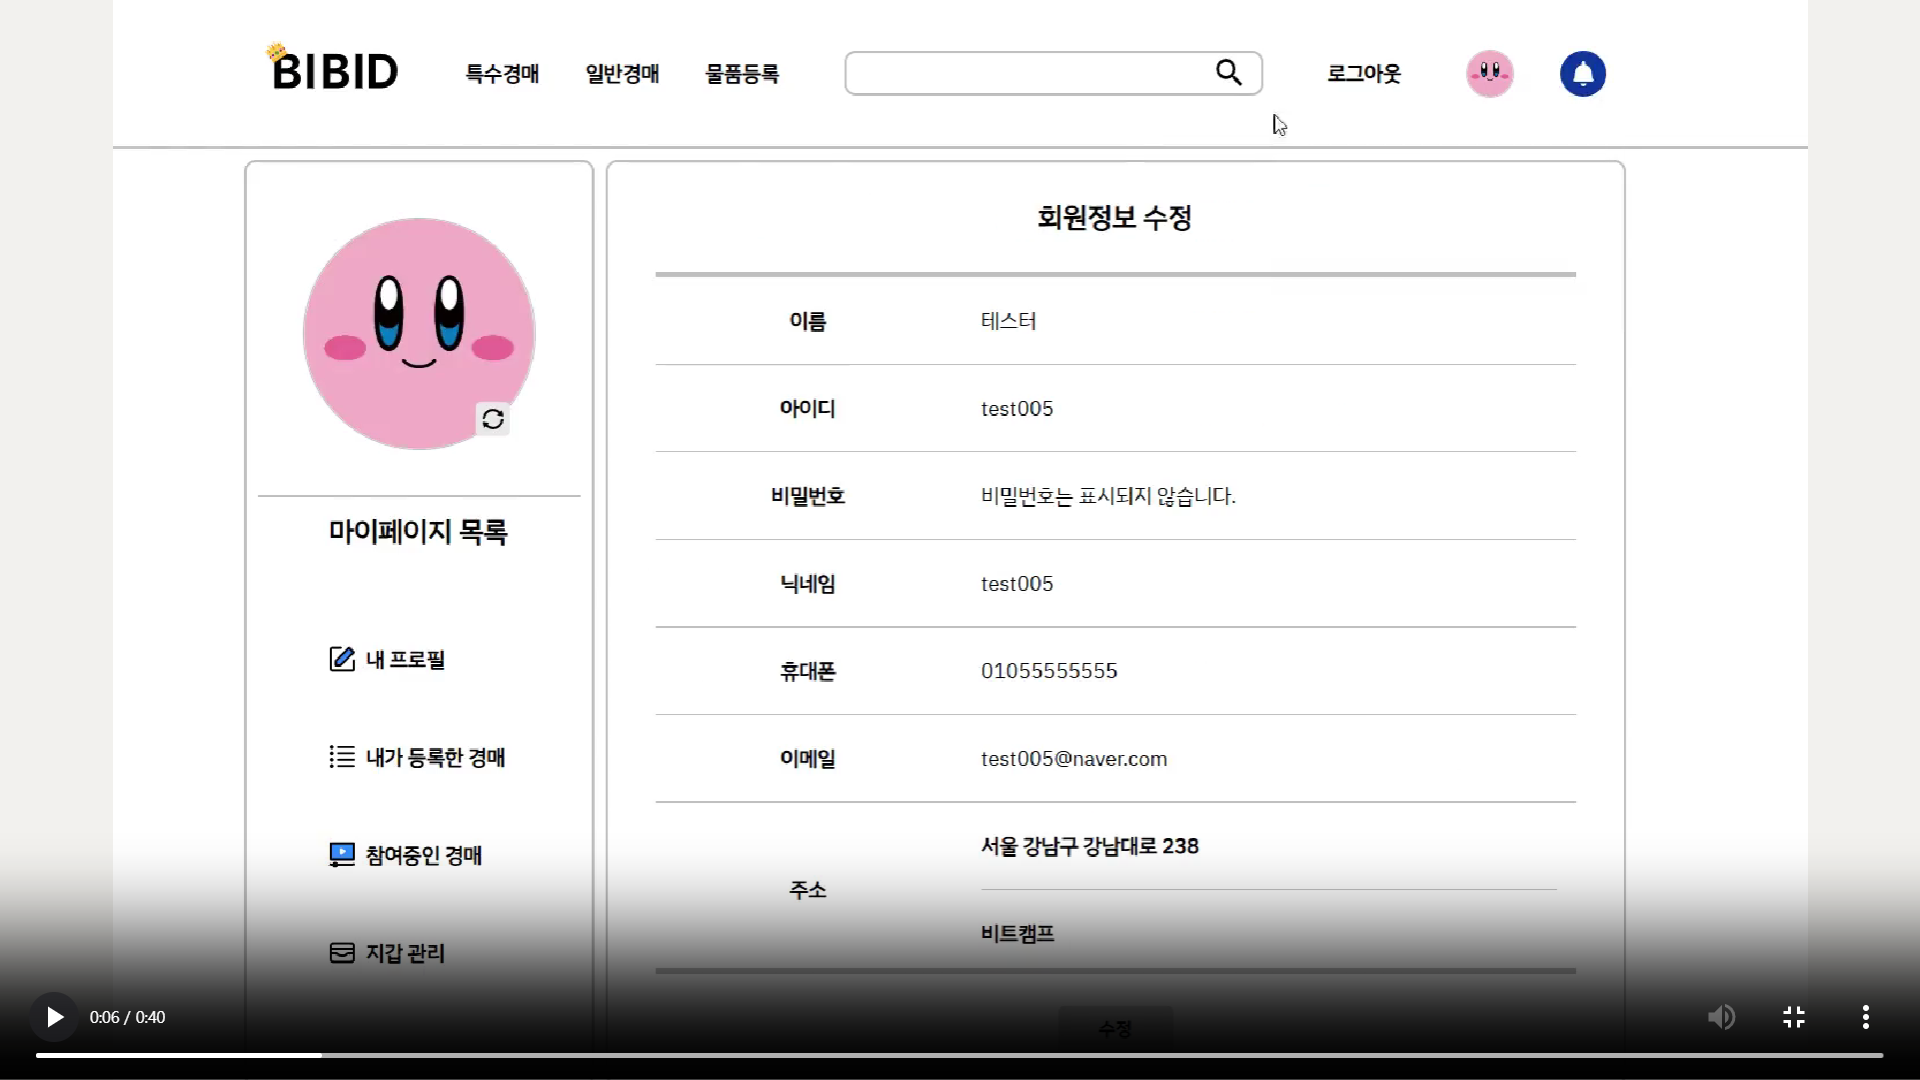 BIBID 특수경매 일반경매 물품등록 로그아웃
회원정보 수정
이름 테스터
아이디 test005
비밀번호 비밀번호는 표시되지 않습니다.
닉네임 test005
휴대폰 01055555555
이메일 test005@naver.com
주소
서울 강남구 강남대로 238
비트캠프
수정
마이페이지 목록
내 프로필
내가 등록한 경매
참여중인 경매
지갑 관리
0:06 / 0:40